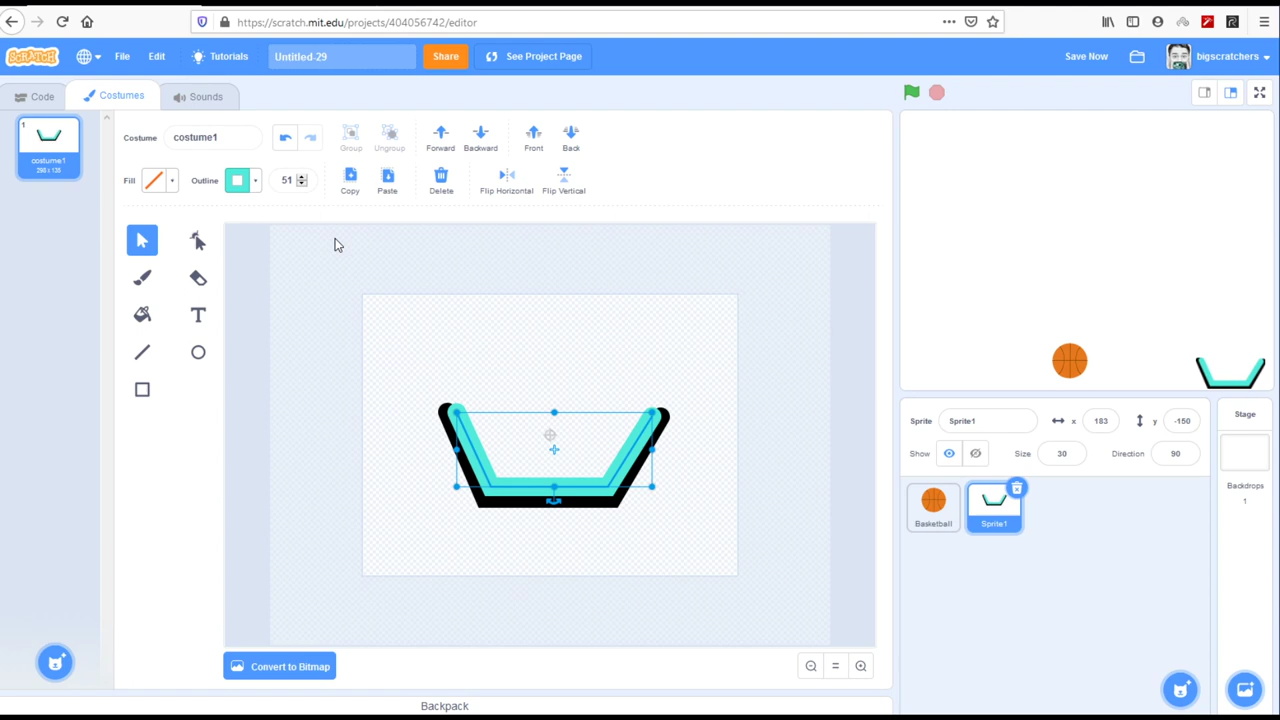 https://scratch.mit.edu/projects/404056742/editor
SCRATCH
Tutorials
File
Edit
Untitled-29
Share
See Project Page
Save Now
bigscratchers
Code
Costumes
Sounds
1
costume1
Costume
costume1
Group
Ungroup
Forward
Backward
Front
Back
Fill
Outline
51
Copy
Paste
Delete
Flip Horizontal
Flip Vertical
T
Convert to Bitmap
Backpack
Sprite
Sprite1
x
183
y
-150
Show
Size
30
Direction
90
Basketball
Sprite1
Stage
Backdrops
1